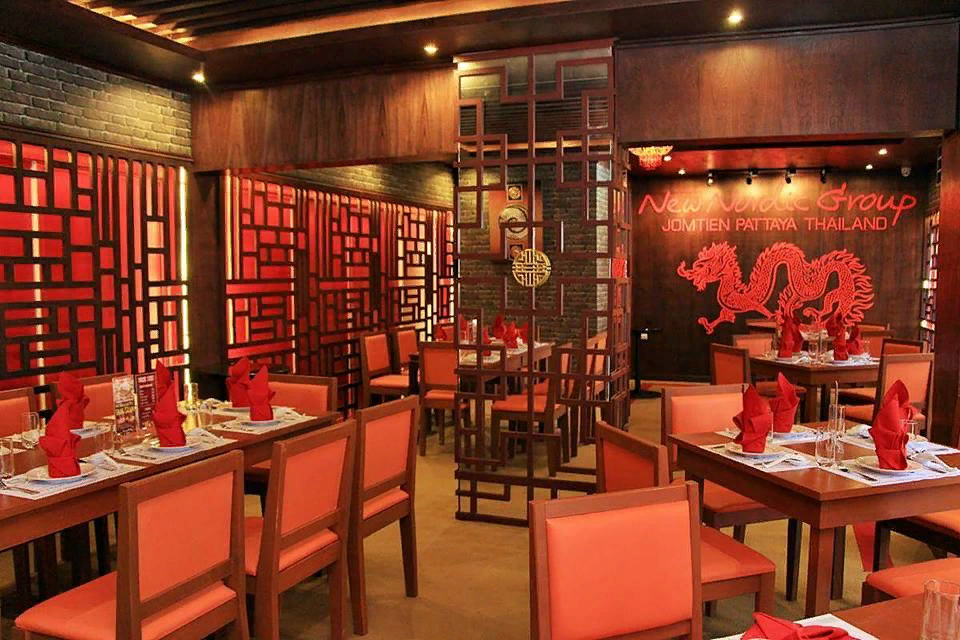 New Nordic Group
JOMTIEN PATTAYA THAILAND